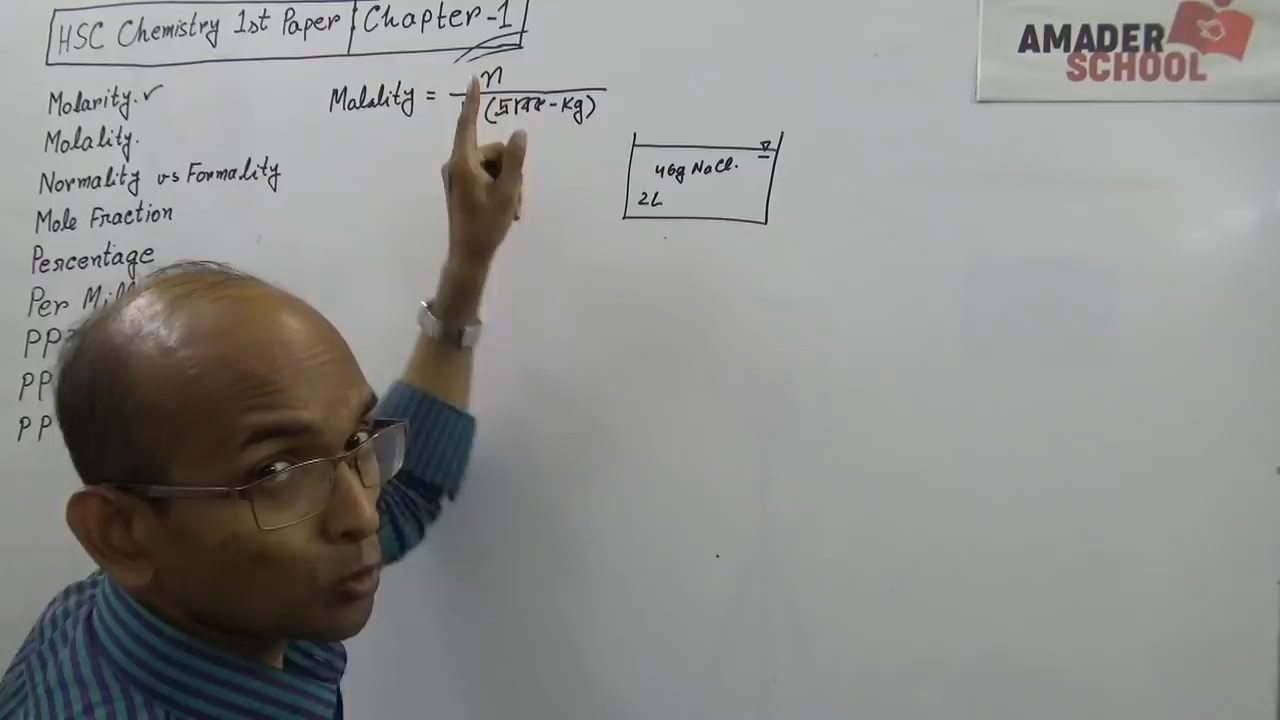 HSC Chemistry 1st Paper | Chapter-1
AMADER
SCHOOL
Molarity. ✓
Molality.
Normality vs Formality
Mole Fraction
Percentage
Per Mill
PP
PP
PP
Molality = n
(দ্রাবক - Kg)
46g NaCl.
2L